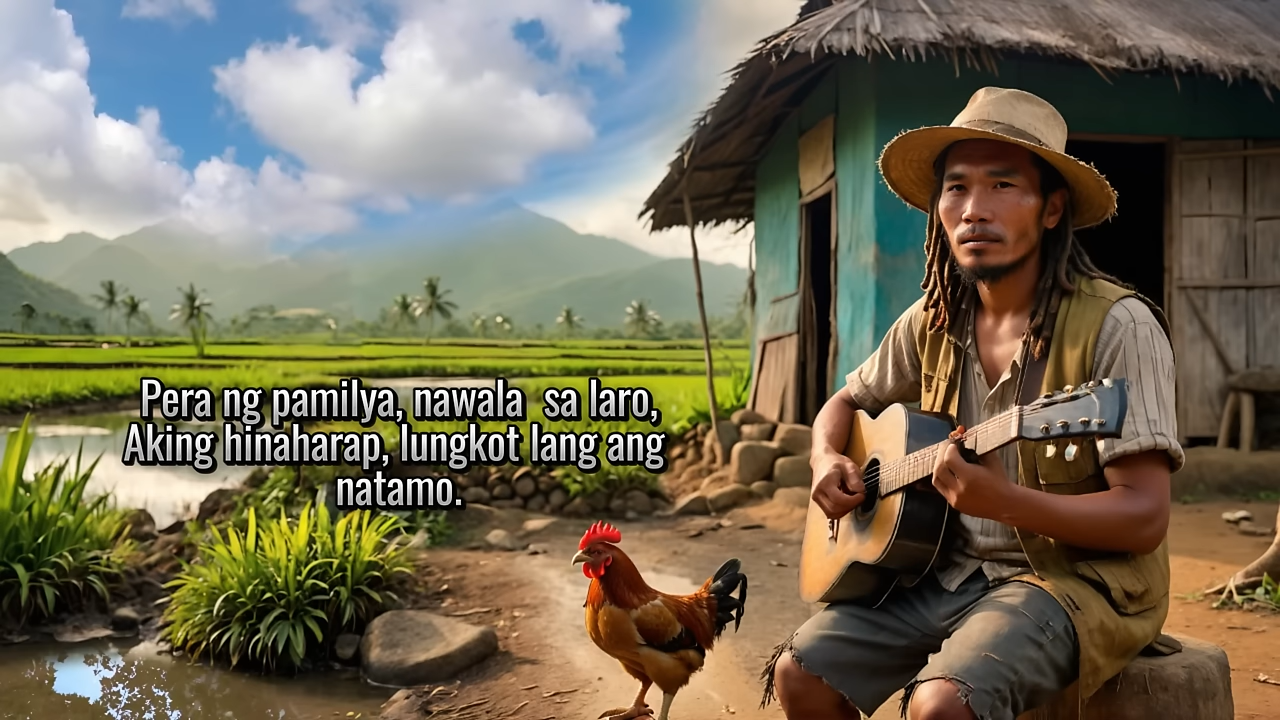 Pera ng pamilya, nawala sa laro,
Aking hinaharap, lungkot lang ang
natamo.